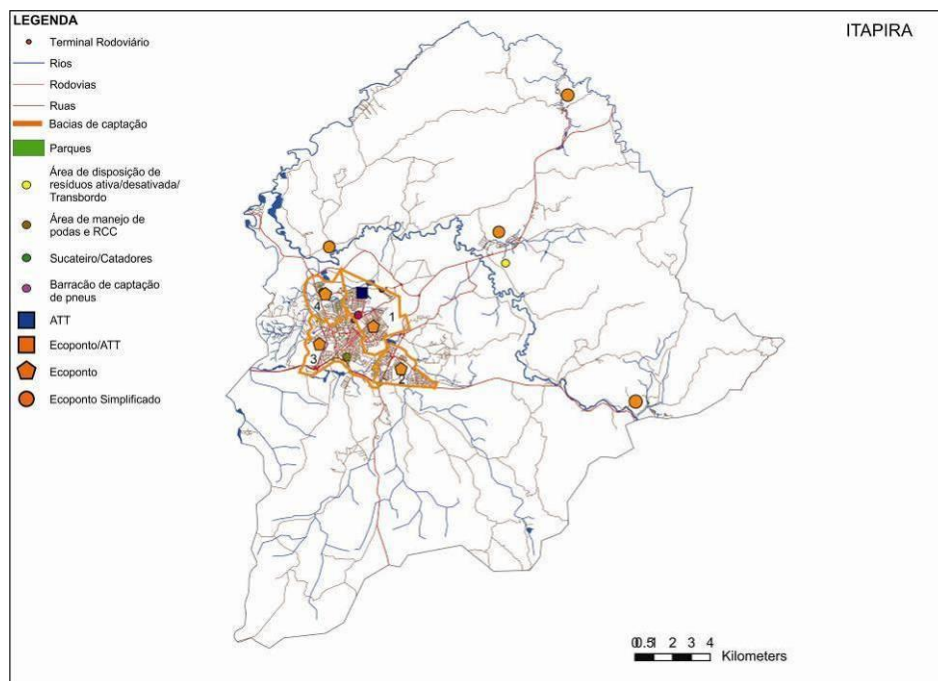 LEGENDA
ITAPIRA
Terminal Rodoviário
Rios
Rodovias
Ruas
Bacias de captação
Parques
Área de disposição de
resíduos ativa/desativada/
Transbordo
Área de manejo de
podas e RCC
Sucateiro/Catadores
Barracão de captação
de pneus
ATT
Ecoponto/ATT
Ecoponto
Ecoponto Simplificado
4
1
3
2
0 0.5 1 2 3 4
Kilometers